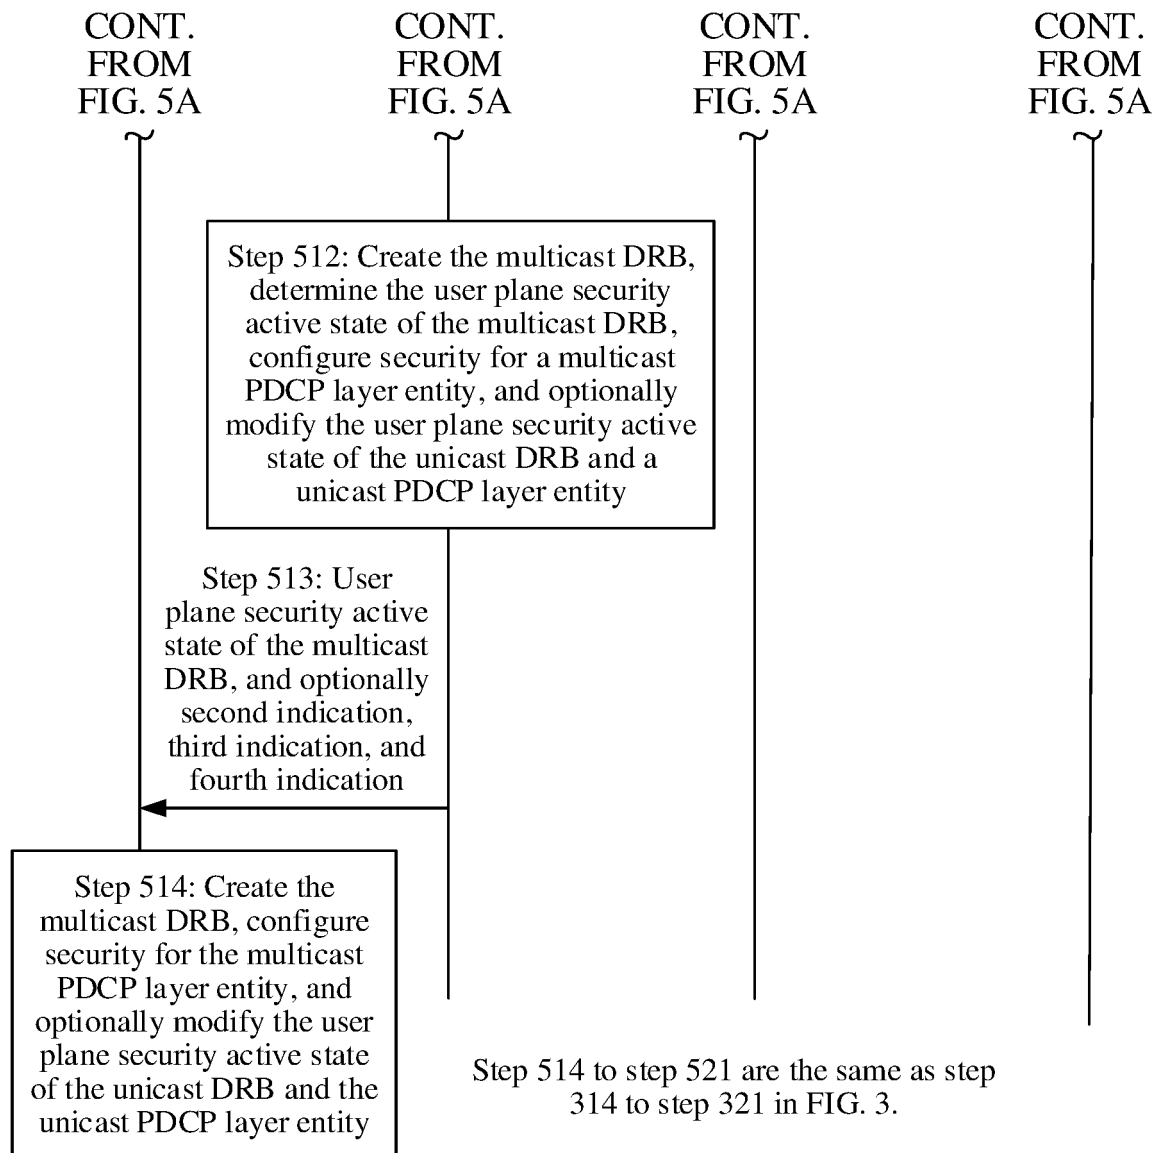 CONT.
FROM
FIG. 5A
CONT.
FROM
FIG. 5A
CONT.
FROM
FIG. 5A
CONT.
FROM
FIG. 5A
Step 512: Create the multicast DRB,
determine the user plane security
active state of the multicast DRB,
configure security for a multicast
PDCP layer entity, and optionally
modify the user plane security active
state of the unicast DRB and a
unicast PDCP layer entity
Step 513: User
plane security active
state of the multicast
DRB, and optionally
second indication,
third indication, and
fourth indication
Step 514: Create the
multicast DRB, configure
security for the multicast
PDCP layer entity, and
optionally modify the user
plane security active state
of the unicast DRB and the
unicast PDCP layer entity
Step 514 to step 521 are the same as step
314 to step 321 in FIG. 3.